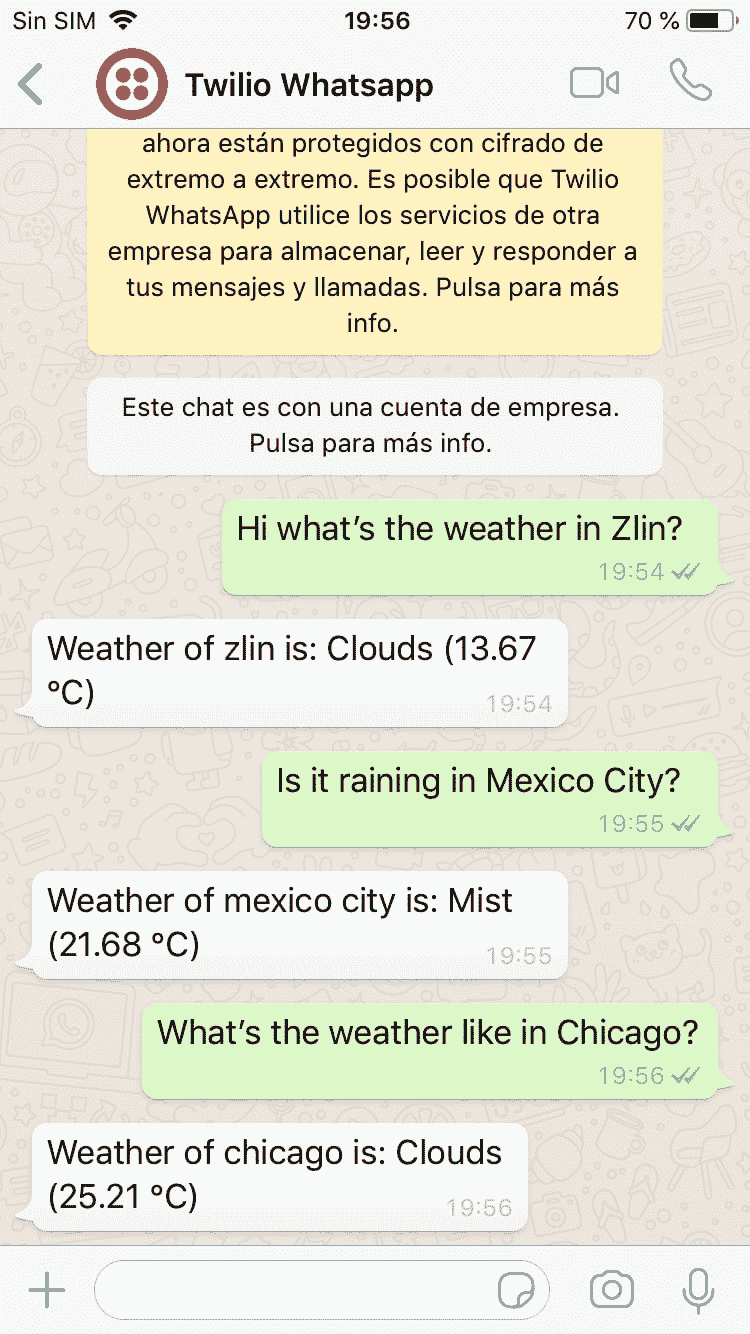 Sin SIM 19:56 70 %
Twilio Whatsapp
ahora están protegidos con cifrado de
extremo a extremo. Es posible que Twilio
WhatsApp utilice los servicios de otra
empresa para almacenar, leer y responder a
tus mensajes y llamadas. Pulsa para más
info.
Este chat es con una cuenta de empresa.
Pulsa para más info.
Hi what’s the weather in Zlin?
19:54
Weather of zlin is: Clouds (13.67
°C)
19:54
Is it raining in Mexico City?
19:55
Weather of mexico city is: Mist
(21.68 °C)
19:55
What’s the weather like in Chicago?
19:56
Weather of chicago is: Clouds
(25.21 °C)
19:56